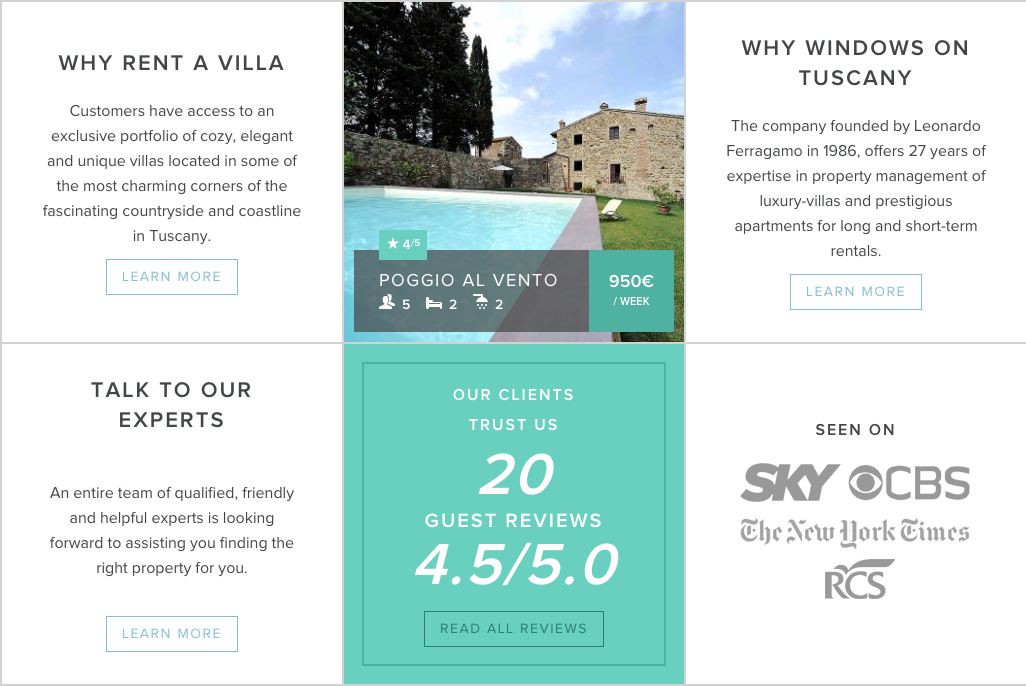 WHY RENT A VILLA
Customers have access to an
exclusive portfolio of cozy, elegant
and unique villas located in some of
the most charming corners of the
fascinating countryside and coastline
in Tuscany.
LEARN MORE
4/5
POGGIO AL VENTO
5 2 2
950€
/ WEEK
WHY WINDOWS ON
TUSCANY
The company founded by Leonardo
Ferragamo in 1986, offers 27 years of
expertise in property management of
luxury-villas and prestigious
apartments for long and short-term
rentals.
LEARN MORE
TALK TO OUR
EXPERTS
An entire team of qualified, friendly
and helpful experts is looking
forward to assisting you finding the
right property for you.
LEARN MORE
OUR CLIENTS
TRUST US
20
GUEST REVIEWS
4.5/5.0
READ ALL REVIEWS
SEEN ON
SKY CBS
The New York Times
RCS